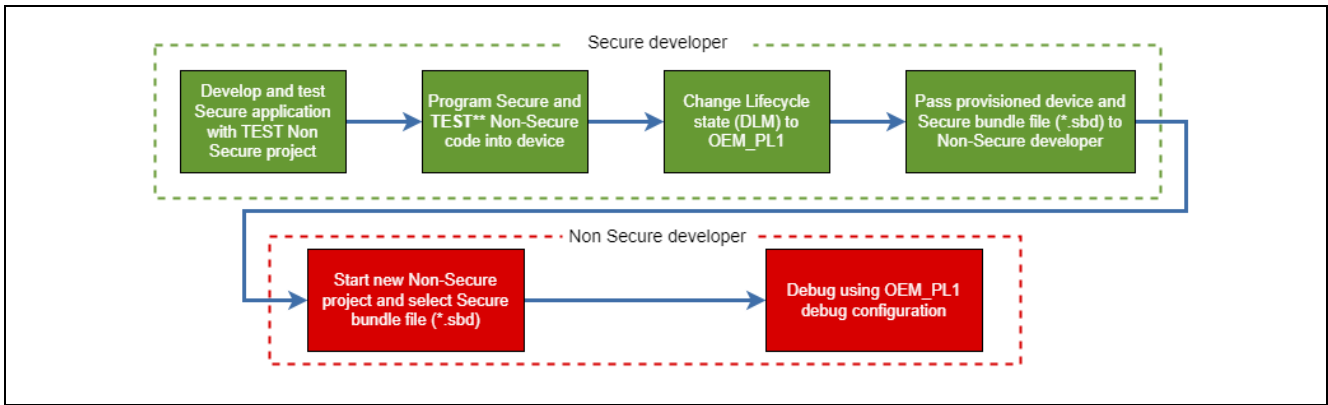 Secure developer
Develop and test
Secure application
with TEST Non
Secure project
Program Secure and
TEST** Non-Secure
code into device
Change Lifecycle
state (DLM) to
OEM_PL1
Pass provisioned device and
Secure bundle file (*.sbd) to
Non-Secure developer
Non Secure developer
Start new Non-Secure
project and select Secure
bundle file (*.sbd)
Debug using OEM_PL1
debug configuration